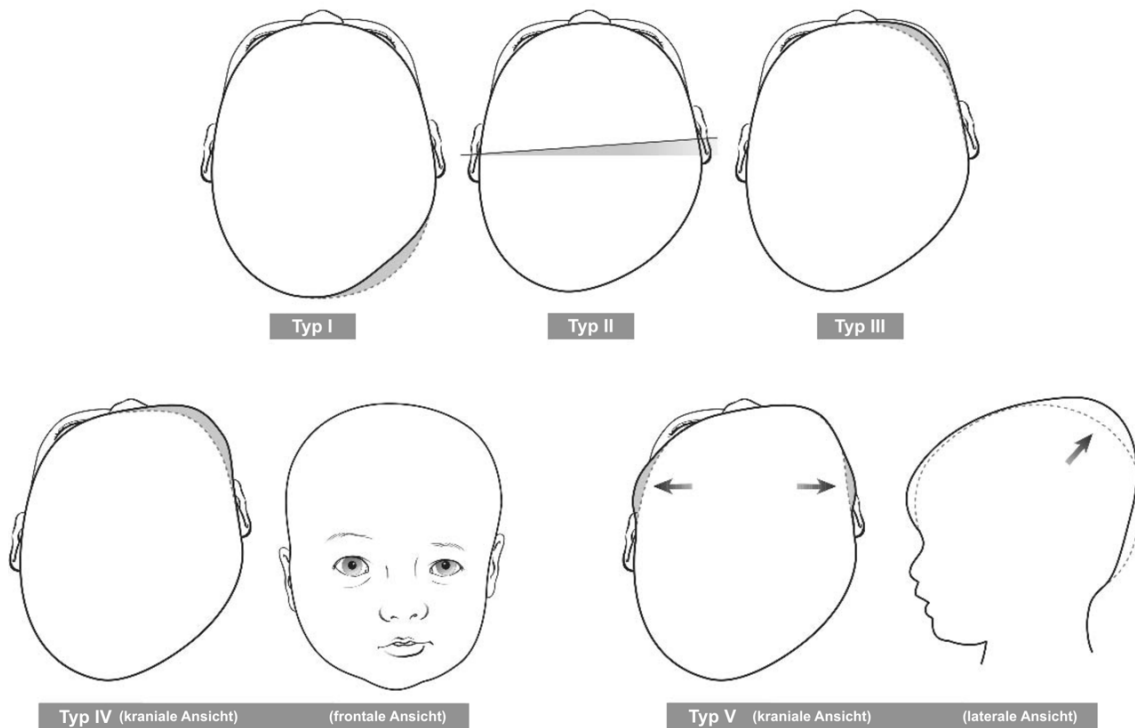 Typ I
Typ II
Typ III
Typ IV (kraniale Ansicht) (frontale Ansicht)
Typ V (kraniale Ansicht) (laterale Ansicht)